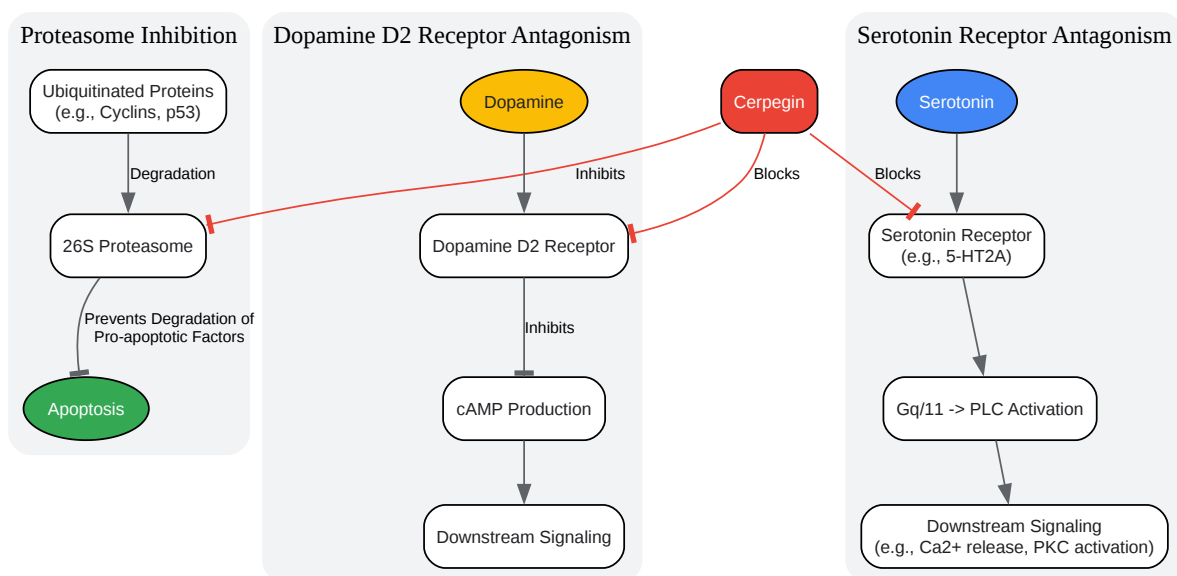 Proteasome Inhibition
Dopamine D2 Receptor Antagonism
Serotonin Receptor Antagonism
Ubiquitinated Proteins
(e.g., Cyclins, p53)
Dopamine
Cerpegin
Serotonin
Degradation
Inhibits
Blocks
Blocks
26S Proteasome
Dopamine D2 Receptor
Serotonin Receptor
(e.g., 5-HT2A)
Prevents Degradation of
Pro-apoptotic Factors
Inhibits
Apoptosis
cAMP Production
Gq/11 -> PLC Activation
Downstream Signaling
Downstream Signaling
(e.g., Ca2+ release, PKC activation)